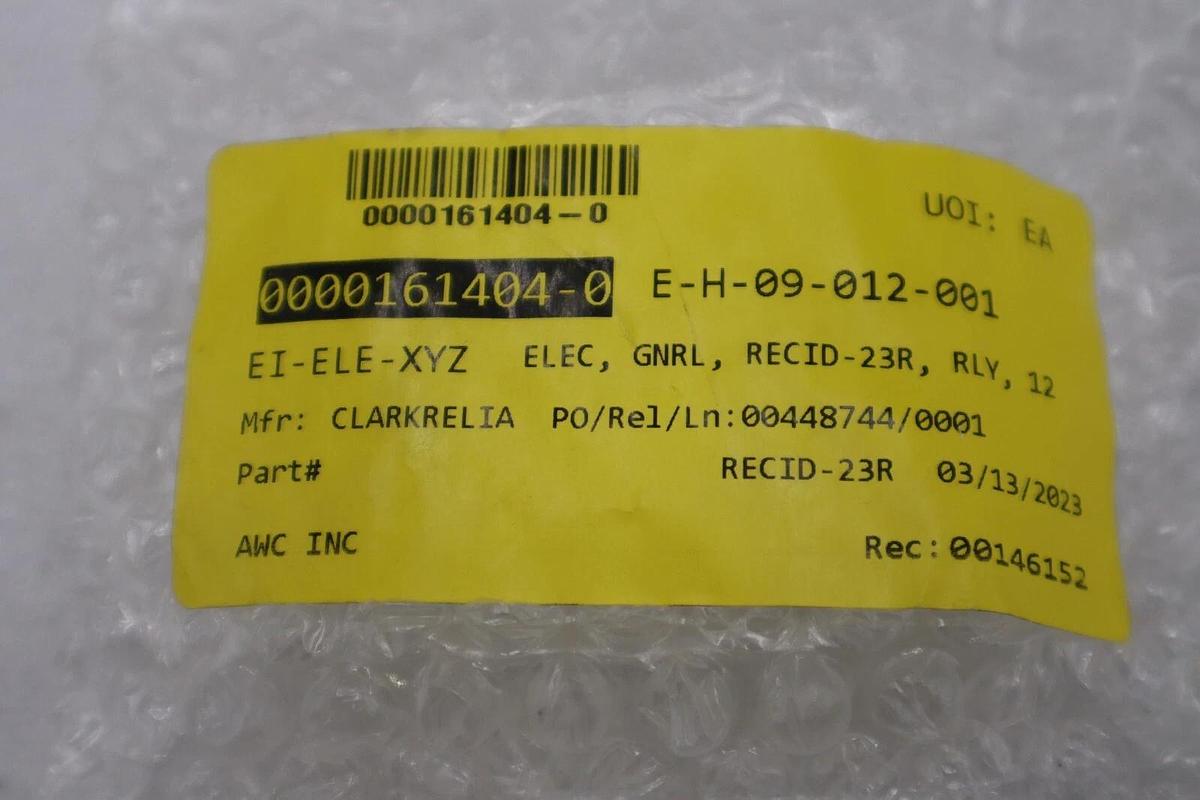 0000161404-0
UOI: EA
0000161404-0 E-H-09-012-001
EI-ELE-XYZ ELEC, GNRL, RECID-23R, RLY, 12
Mfr: CLARKRELIA PO/Rel/Ln:00448744/0001
Part# RECID-23R 03/13/2023
AWC INC Rec:00146152